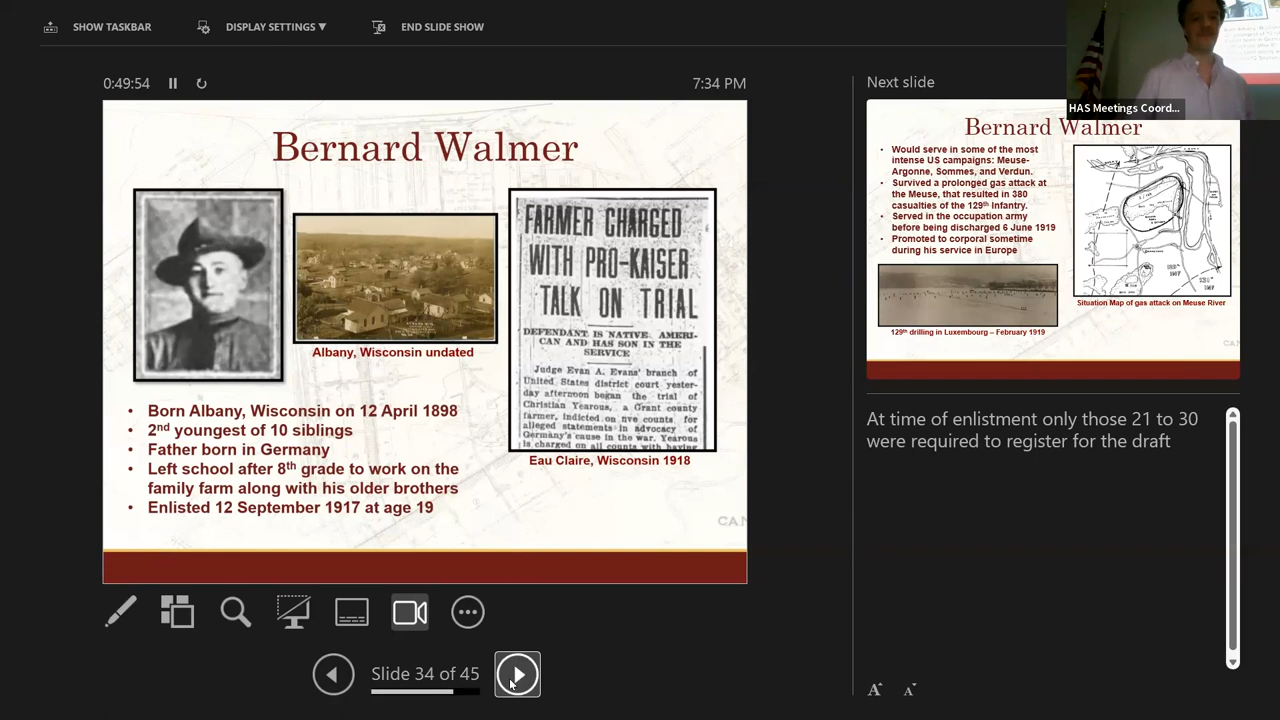 SHOW TASKBAR
DISPLAY SETTINGS ▼
END SLIDE SHOW
0:49:54
7:34 PM
Bernard Walmer
Albany, Wisconsin undated
FARMER CHARGED
WITH PRO-KAISER
TALK ON TRIAL
DEFENDANT IS NATIVE AMERI-
CAN AND HAS SON IN THE
SERVICE
Judge Evan A. Evans' branch of
United States district court yester-
day afternoon began the trial of
Christian Yearous, a Grant county
farmer, indicted on five counts for
alleged statements in advocacy of
Germany's cause in the war. Yearous
is charged on all counts with having
Eau Claire, Wisconsin 1918
• Born Albany, Wisconsin on 12 April 1898
• 2nd youngest of 10 siblings
• Father born in Germany
• Left school after 8th grade to work on the
family farm along with his older brothers
• Enlisted 12 September 1917 at age 19
CAN
Slide 34 of 45
Next slide
HAS Meetings Coord...
Bernard Walmer
• Would serve in some of the most
intense US campaigns: Meuse-
Argonne, Sommes, and Verdun.
• Survived a prolonged gas attack at
the Meuse, that resulted in 380
casualties of the 129th Infantry.
• Served in the occupation army
before being discharged 6 June 1919
• Promoted to corporal sometime
during his service in Europe
Situation Map of gas attack on Meuse River
129th drilling in Luxembourg – February 1919
At time of enlistment only those 21 to 30
were required to register for the draft
A A